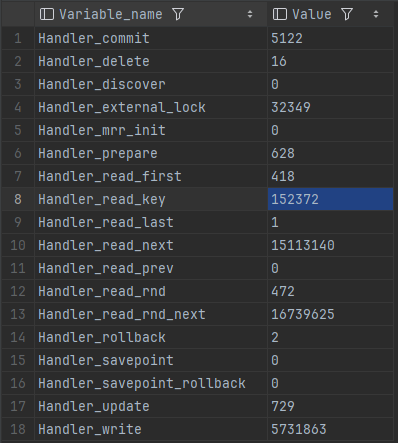 Variable_name Value
1 Handler_commit 5122
2 Handler_delete 16
3 Handler_discover 0
4 Handler_external_lock 32349
5 Handler_mrr_init 0
6 Handler_prepare 628
7 Handler_read_first 418
8 Handler_read_key 152372
9 Handler_read_last 1
10 Handler_read_next 15113140
11 Handler_read_prev 0
12 Handler_read_rnd 472
13 Handler_read_rnd_next 16739625
14 Handler_rollback 2
15 Handler_savepoint 0
16 Handler_savepoint_rollback 0
17 Handler_update 729
18 Handler_write 5731863